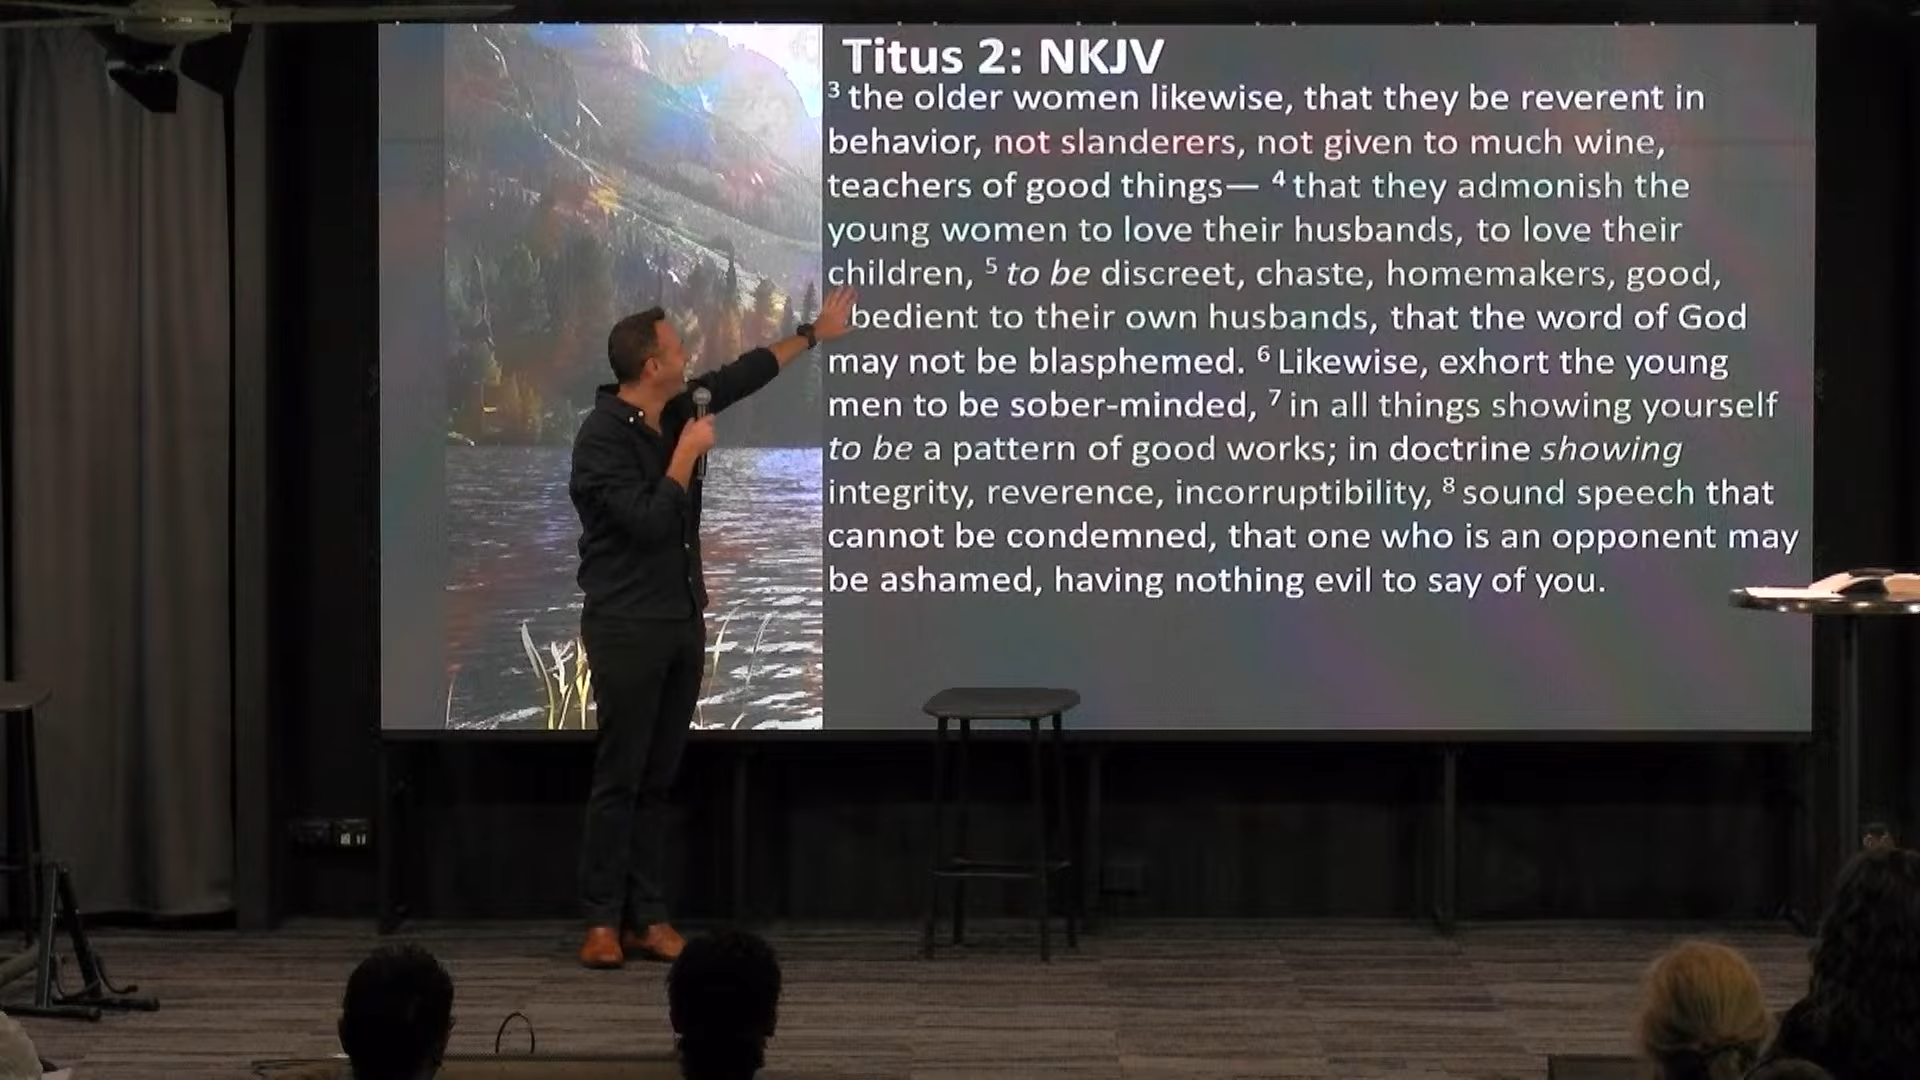 Titus 2: NKJV
3 the older women likewise, that they be reverent in
behavior, not slanderers, not given to much wine,
teachers of good things— 4 that they admonish the
young women to love their husbands, to love their
children, 5 to be discreet, chaste, homemakers, good,
bedient to their own husbands, that the word of God
may not be blasphemed. 6 Likewise, exhort the young
men to be sober-minded, 7 in all things showing yourself
to be a pattern of good works; in doctrine showing
integrity, reverence, incorruptibility, 8 sound speech that
cannot be condemned, that one who is an opponent may
be ashamed, having nothing evil to say of you.